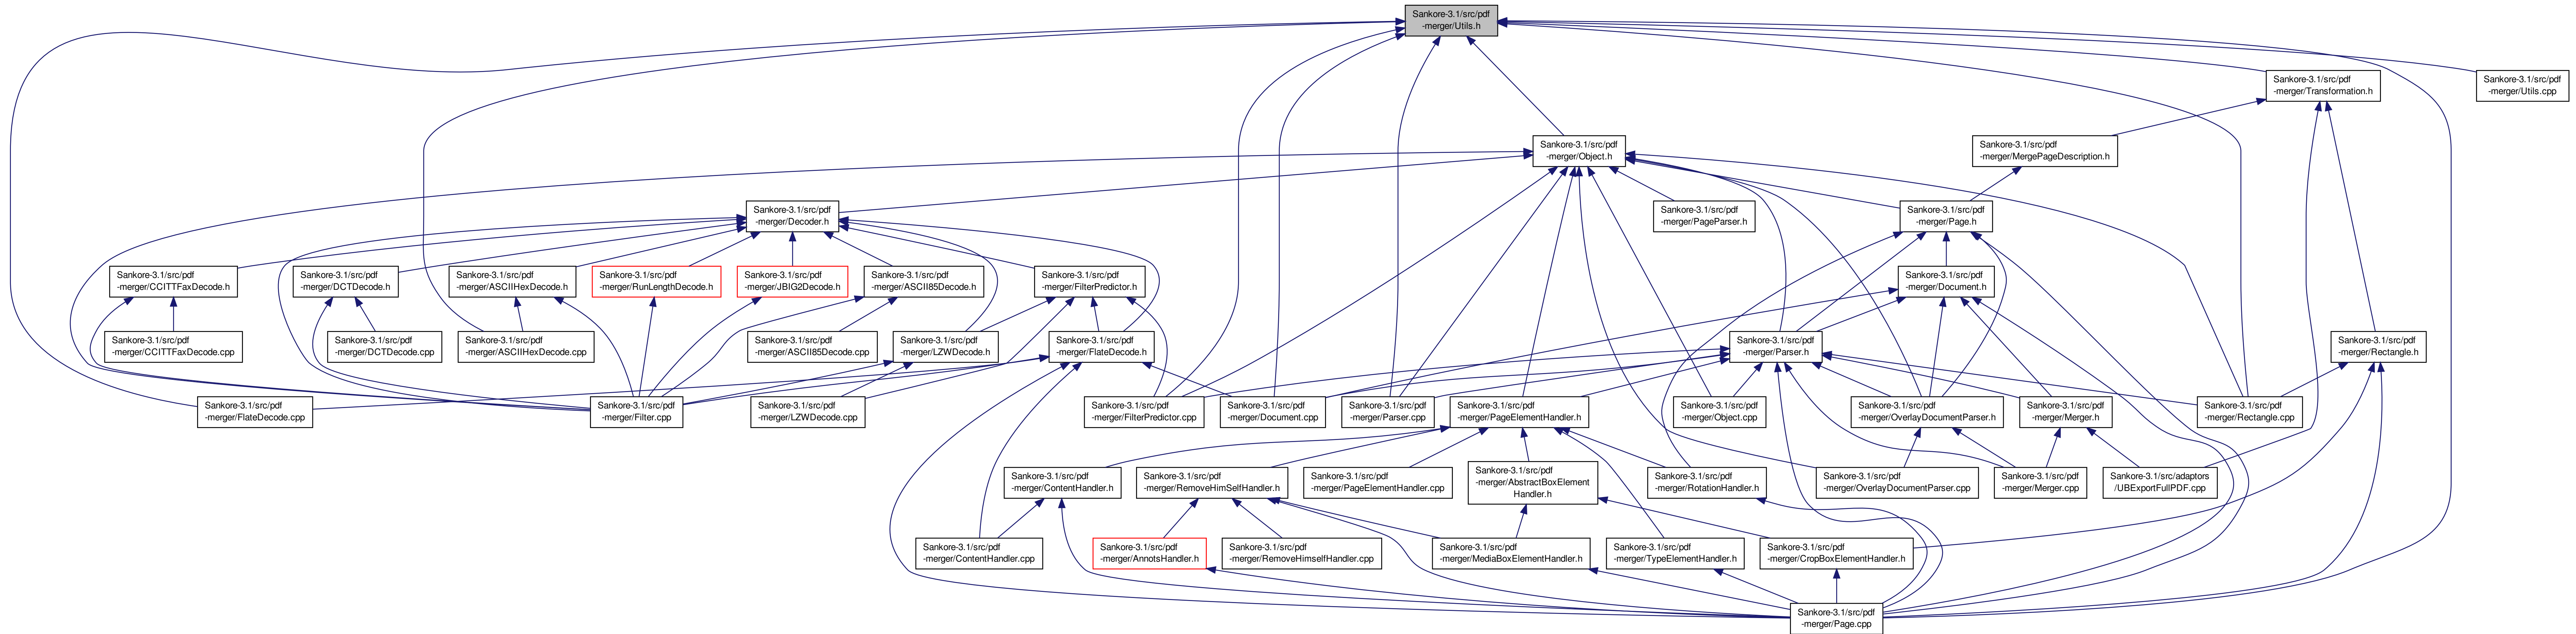 Sankore-3.1/src/pdf
-merger/Utils.h
Sankore-3.1/src/pdf
-merger/Transformation.h
Sankore-3.1/src/pdf
-merger/Utils.cpp
Sankore-3.1/src/pdf
-merger/Object.h
Sankore-3.1/src/pdf
-merger/MergePageDescription.h
Sankore-3.1/src/pdf
-merger/Decoder.h
Sankore-3.1/src/pdf
-merger/PageParser.h
Sankore-3.1/src/pdf
-merger/Page.h
Sankore-3.1/src/pdf
-merger/CCITTFaxDecode.h
Sankore-3.1/src/pdf
-merger/DCTDecode.h
Sankore-3.1/src/pdf
-merger/ASCIIHexDecode.h
Sankore-3.1/src/pdf
-merger/RunLengthDecode.h
Sankore-3.1/src/pdf
-merger/JBIG2Decode.h
Sankore-3.1/src/pdf
-merger/ASCII85Decode.h
Sankore-3.1/src/pdf
-merger/FilterPredictor.h
Sankore-3.1/src/pdf
-merger/Document.h
Sankore-3.1/src/pdf
-merger/CCITTFaxDecode.cpp
Sankore-3.1/src/pdf
-merger/DCTDecode.cpp
Sankore-3.1/src/pdf
-merger/ASCIIHexDecode.cpp
Sankore-3.1/src/pdf
-merger/ASCII85Decode.cpp
Sankore-3.1/src/pdf
-merger/LZWDecode.h
Sankore-3.1/src/pdf
-merger/FlateDecode.h
Sankore-3.1/src/pdf
-merger/Parser.h
Sankore-3.1/src/pdf
-merger/Rectangle.h
Sankore-3.1/src/pdf
-merger/FlateDecode.cpp
Sankore-3.1/src/pdf
-merger/Filter.cpp
Sankore-3.1/src/pdf
-merger/LZWDecode.cpp
Sankore-3.1/src/pdf
-merger/FilterPredictor.cpp
Sankore-3.1/src/pdf
-merger/Document.cpp
Sankore-3.1/src/pdf
-merger/Parser.cpp
Sankore-3.1/src/pdf
-merger/PageElementHandler.h
Sankore-3.1/src/pdf
-merger/Object.cpp
Sankore-3.1/src/pdf
-merger/OverlayDocumentParser.h
Sankore-3.1/src/pdf
-merger/Merger.h
Sankore-3.1/src/pdf
-merger/Rectangle.cpp
Sankore-3.1/src/pdf
-merger/ContentHandler.h
Sankore-3.1/src/pdf
-merger/RemoveHimSelfHandler.h
Sankore-3.1/src/pdf
-merger/PageElementHandler.cpp
Sankore-3.1/src/pdf
-merger/AbstractBoxElement
Handler.h
Sankore-3.1/src/pdf
-merger/RotationHandler.h
Sankore-3.1/src/pdf
-merger/OverlayDocumentParser.cpp
Sankore-3.1/src/pdf
-merger/Merger.cpp
Sankore-3.1/src/adaptors
/UBExportFullPDF.cpp
Sankore-3.1/src/pdf
-merger/ContentHandler.cpp
Sankore-3.1/src/pdf
-merger/AnnotsHandler.h
Sankore-3.1/src/pdf
-merger/RemoveHimselfHandler.cpp
Sankore-3.1/src/pdf
-merger/MediaBoxElementHandler.h
Sankore-3.1/src/pdf
-merger/TypeElementHandler.h
Sankore-3.1/src/pdf
-merger/CropBoxElementHandler.h
Sankore-3.1/src/pdf
-merger/Page.cpp